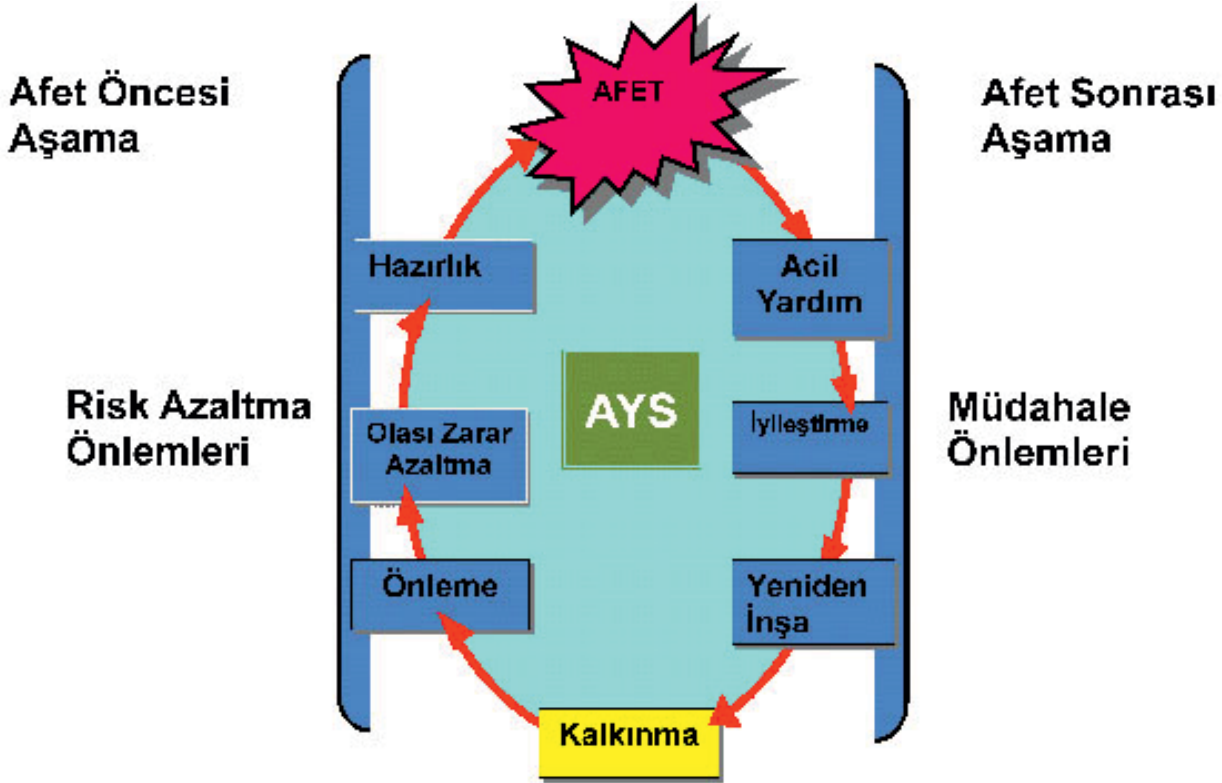 AFET
Afet Öncesi
Aşama
Afet Sonrası
Aşama
Hazırlık
Acil
Yardım
Risk Azaltma
Önlemleri
Olası Zarar
Azaltma
AYS
İyileştirme
Müdahale
Önlemleri
Önleme
Yeniden
İnşa
Kalkınma